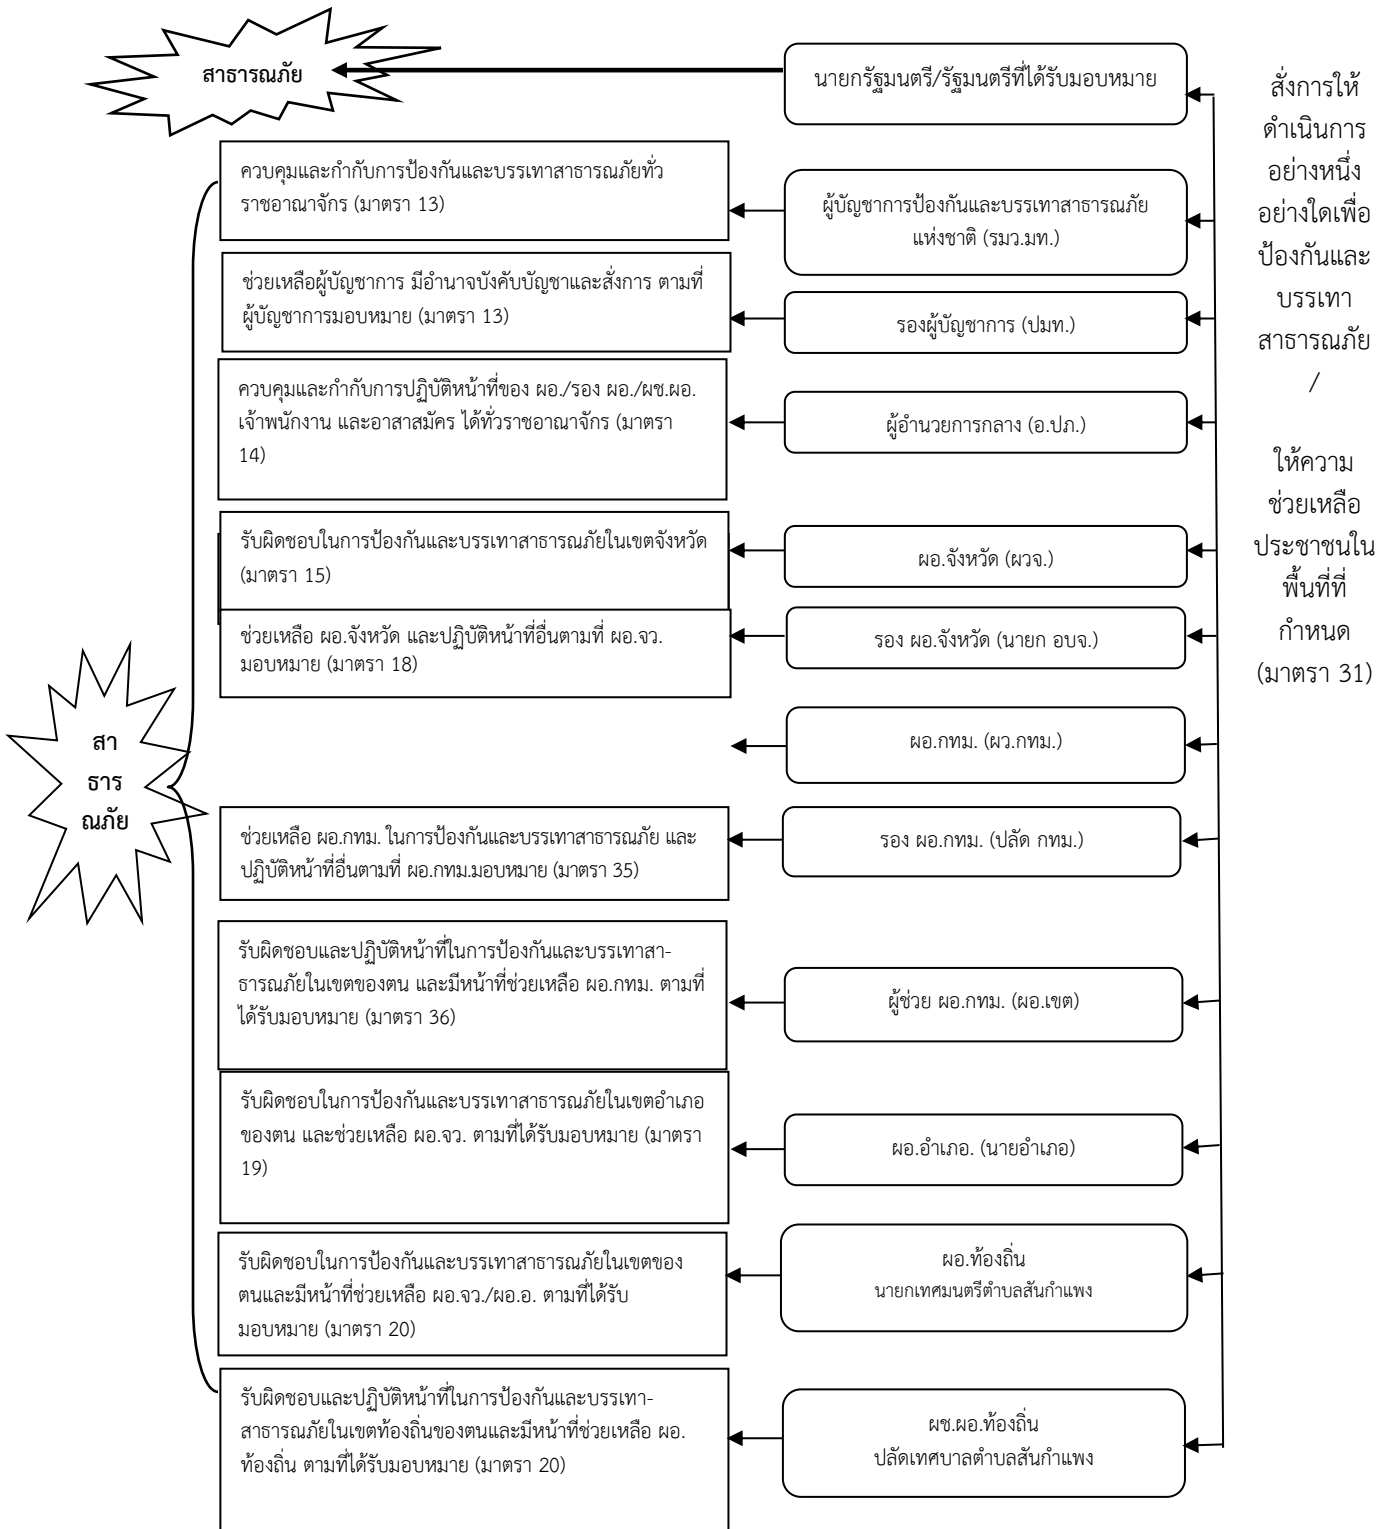 สาธารณภัย
นายกรัฐมนตรี/รัฐมนตรีที่ได้รับมอบหมาย
สั่งการให้
ดำเนินการ
อย่างหนึ่ง
อย่างใดเพื่อ
ป้องกันและ
บรรเทา
สาธารณภัย
/
ให้ความ
ช่วยเหลือ
ประชาชนใน
พื้นที่ที่
กำหนด
(มาตรา 31)
ควบคุมและกำกับการป้องกันและบรรเทาสาธารณภัยทั่ว
ราชอาณาจักร (มาตรา 13)
ผู้บัญชาการป้องกันและบรรเทาสาธารณภัย
แห่งชาติ (รมว.มท.)
ช่วยเหลือผู้บัญชาการ มีอำนาจบังคับบัญชาและสั่งการ ตามที่
ผู้บัญชาการมอบหมาย (มาตรา 13)
รองผู้บัญชาการ (ปมท.)
ควบคุมและกำกับการปฏิบัติหน้าที่ของ ผอ./รอง ผอ./ผช.ผอ.
เจ้าพนักงาน และอาสาสมัคร ได้ทั่วราชอาณาจักร (มาตรา
14)
ผู้อำนวยการกลาง (อ.ปภ.)
รับผิดชอบในการป้องกันและบรรเทาสาธารณภัยในเขตจังหวัด
(มาตรา 15)
ผอ.จังหวัด (ผวจ.)
ช่วยเหลือ ผอ.จังหวัด และปฏิบัติหน้าที่อื่นตามที่ ผอ.จว.
มอบหมาย (มาตรา 18)
รอง ผอ.จังหวัด (นายก อบจ.)
สา
ธาร
ณภัย
ผอ.กทม. (ผว.กทม.)
ช่วยเหลือ ผอ.กทม. ในการป้องกันและบรรเทาสาธารณภัย และ
ปฏิบัติหน้าที่อื่นตามที่ ผอ.กทม.มอบหมาย (มาตรา 35)
รอง ผอ.กทม. (ปลัด กทม.)
รับผิดชอบและปฏิบัติหน้าที่ในการป้องกันและบรรเทาสา-
ธารณภัยในเขตของตน และมีหน้าที่ช่วยเหลือ ผอ.กทม. ตามที่
ได้รับมอบหมาย (มาตรา 36)
ผู้ช่วย ผอ.กทม. (ผอ.เขต)
รับผิดชอบในการป้องกันและบรรเทาสาธารณภัยในเขตอำเภอ
ของตน และช่วยเหลือ ผอ.จว. ตามที่ได้รับมอบหมาย (มาตรา
19)
ผอ.อำเภอ. (นายอำเภอ)
รับผิดชอบในการป้องกันและบรรเทาสาธารณภัยในเขตของ
ตนและมีหน้าที่ช่วยเหลือ ผอ.จว./ผอ.อ. ตามที่ได้รับ
มอบหมาย (มาตรา 20)
ผอ.ท้องถิ่น
นายกเทศมนตรีตำบลสันกำแพง
รับผิดชอบและปฏิบัติหน้าที่ในการป้องกันและบรรเทา-
สาธารณภัยในเขตท้องถิ่นของตนและมีหน้าที่ช่วยเหลือ ผอ.
ท้องถิ่น ตามที่ได้รับมอบหมาย (มาตรา 20)
ผช.ผอ.ท้องถิ่น
ปลัดเทศบาลตำบลสันกำแพง